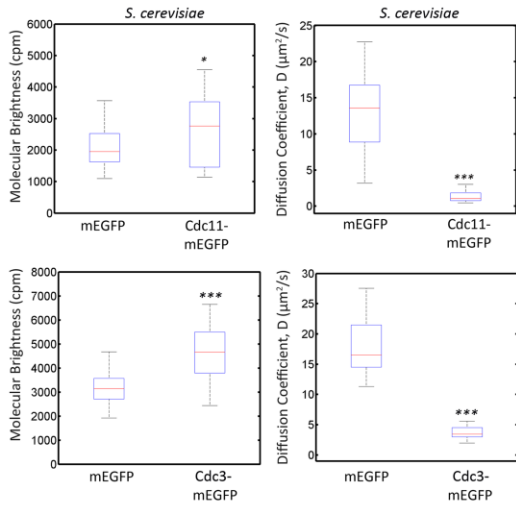 S. cerevisiae
Molecular Brightness (cpm)
6000
5000
4000
3000
2000
1000
0
*
mEGFP
Cdc11-
mEGFP
S. cerevisiae
Diffusion Coefficient, D (μm²/s)
25
20
15
10
5
0
***
mEGFP
Cdc11-
mEGFP
Molecular Brightness (cpm)
8000
7000
6000
5000
4000
3000
2000
1000
0
***
mEGFP
Cdc3-
mEGFP
Diffusion Coefficient, D (μm²/s)
30
25
20
15
10
5
0
***
mEGFP
Cdc3-
mEGFP